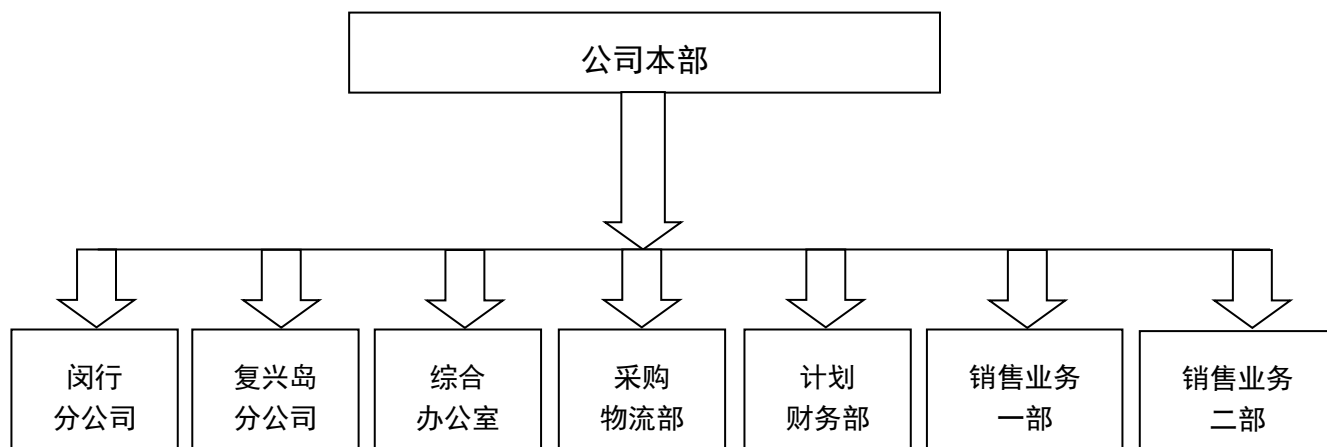 公司本部
闵行
分公司
复兴岛
分公司
综合
办公室
采购
物流部
计划
财务部
销售业务
一部
销售业务
二部